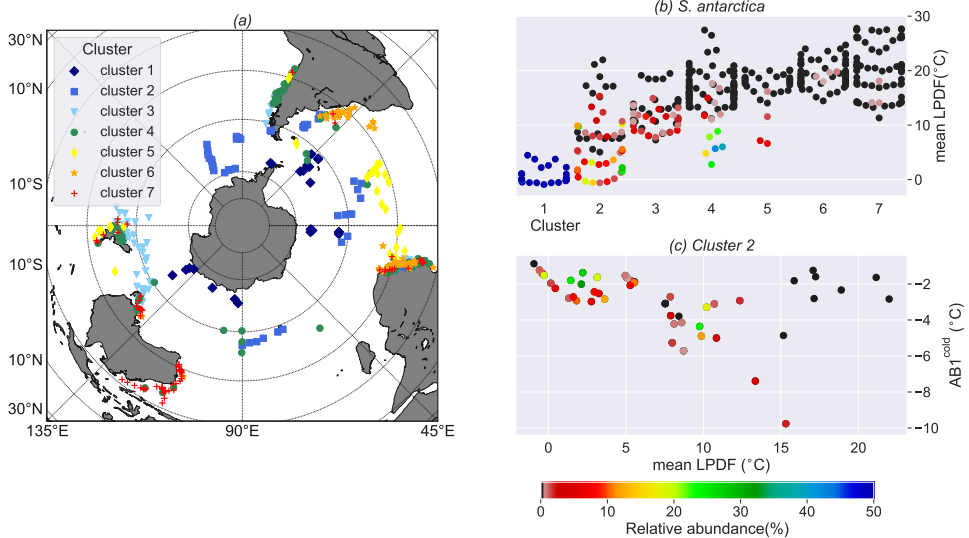 (a)
30°N
10°N
10°S
10°S
10°N
30°N
135°E
90°E
45°E
Cluster
cluster 1
cluster 2
cluster 3
cluster 4
cluster 5
cluster 6
cluster 7
(b) S. antarctica
30
20
10
0
mean LPDF(°C)
1 2 3 4 5 6 7
Cluster
(c) Cluster 2
−2
−4
−6
−8
−10
AB1cold (°C)
0 5 10 15 20
mean LPDF (°C)
0 10 20 30 40 50
Relative abundance(%)